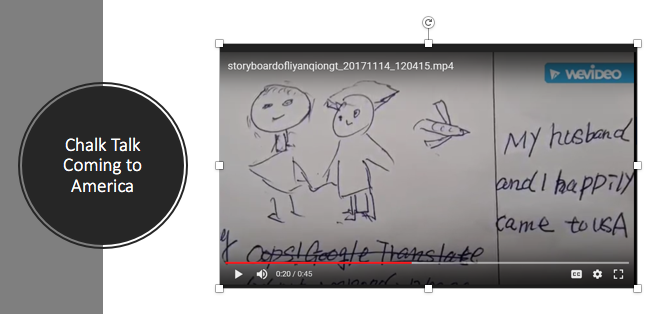 Chalk Talk
Coming to
America
storyboardofliyanqiongt_20171114_120415.mp4
WeVIDEO
My husband
and I happily
came to USA
Oops! Google Translate
0:20 / 0:45
CC